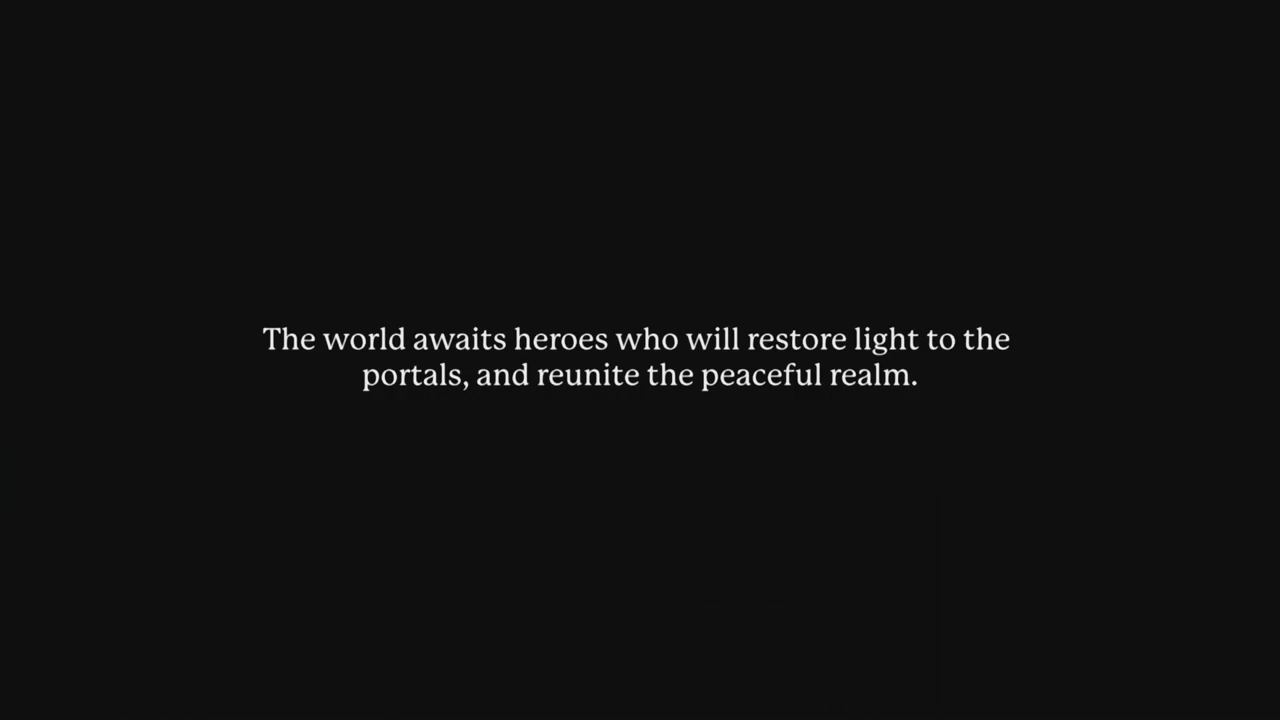 The world awaits heroes who will restore light to the
portals, and reunite the peaceful realm.